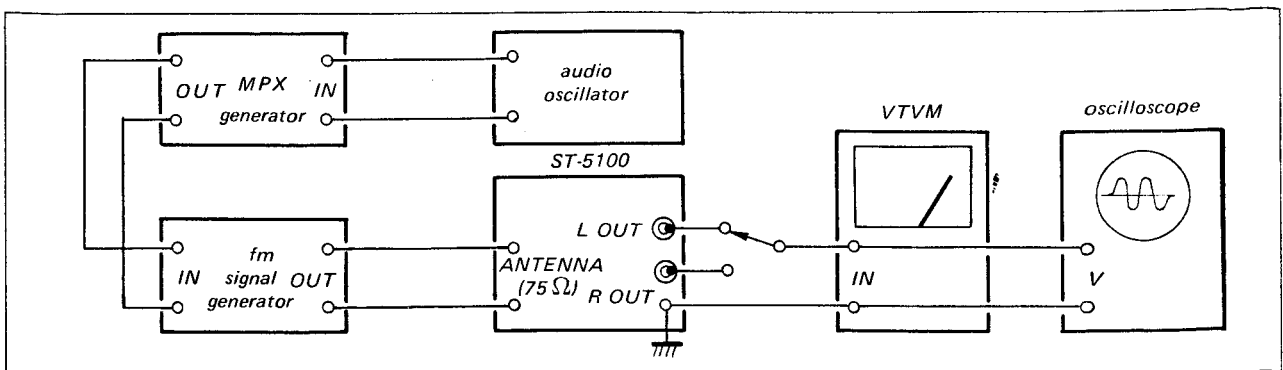 OUT MPX IN
generator
audio
oscillator
ST-5100
VTVM
oscilloscope
L OUT
fm
IN signal OUT
generator
ANTENNA
(75Ω)
R OUT
IN
V